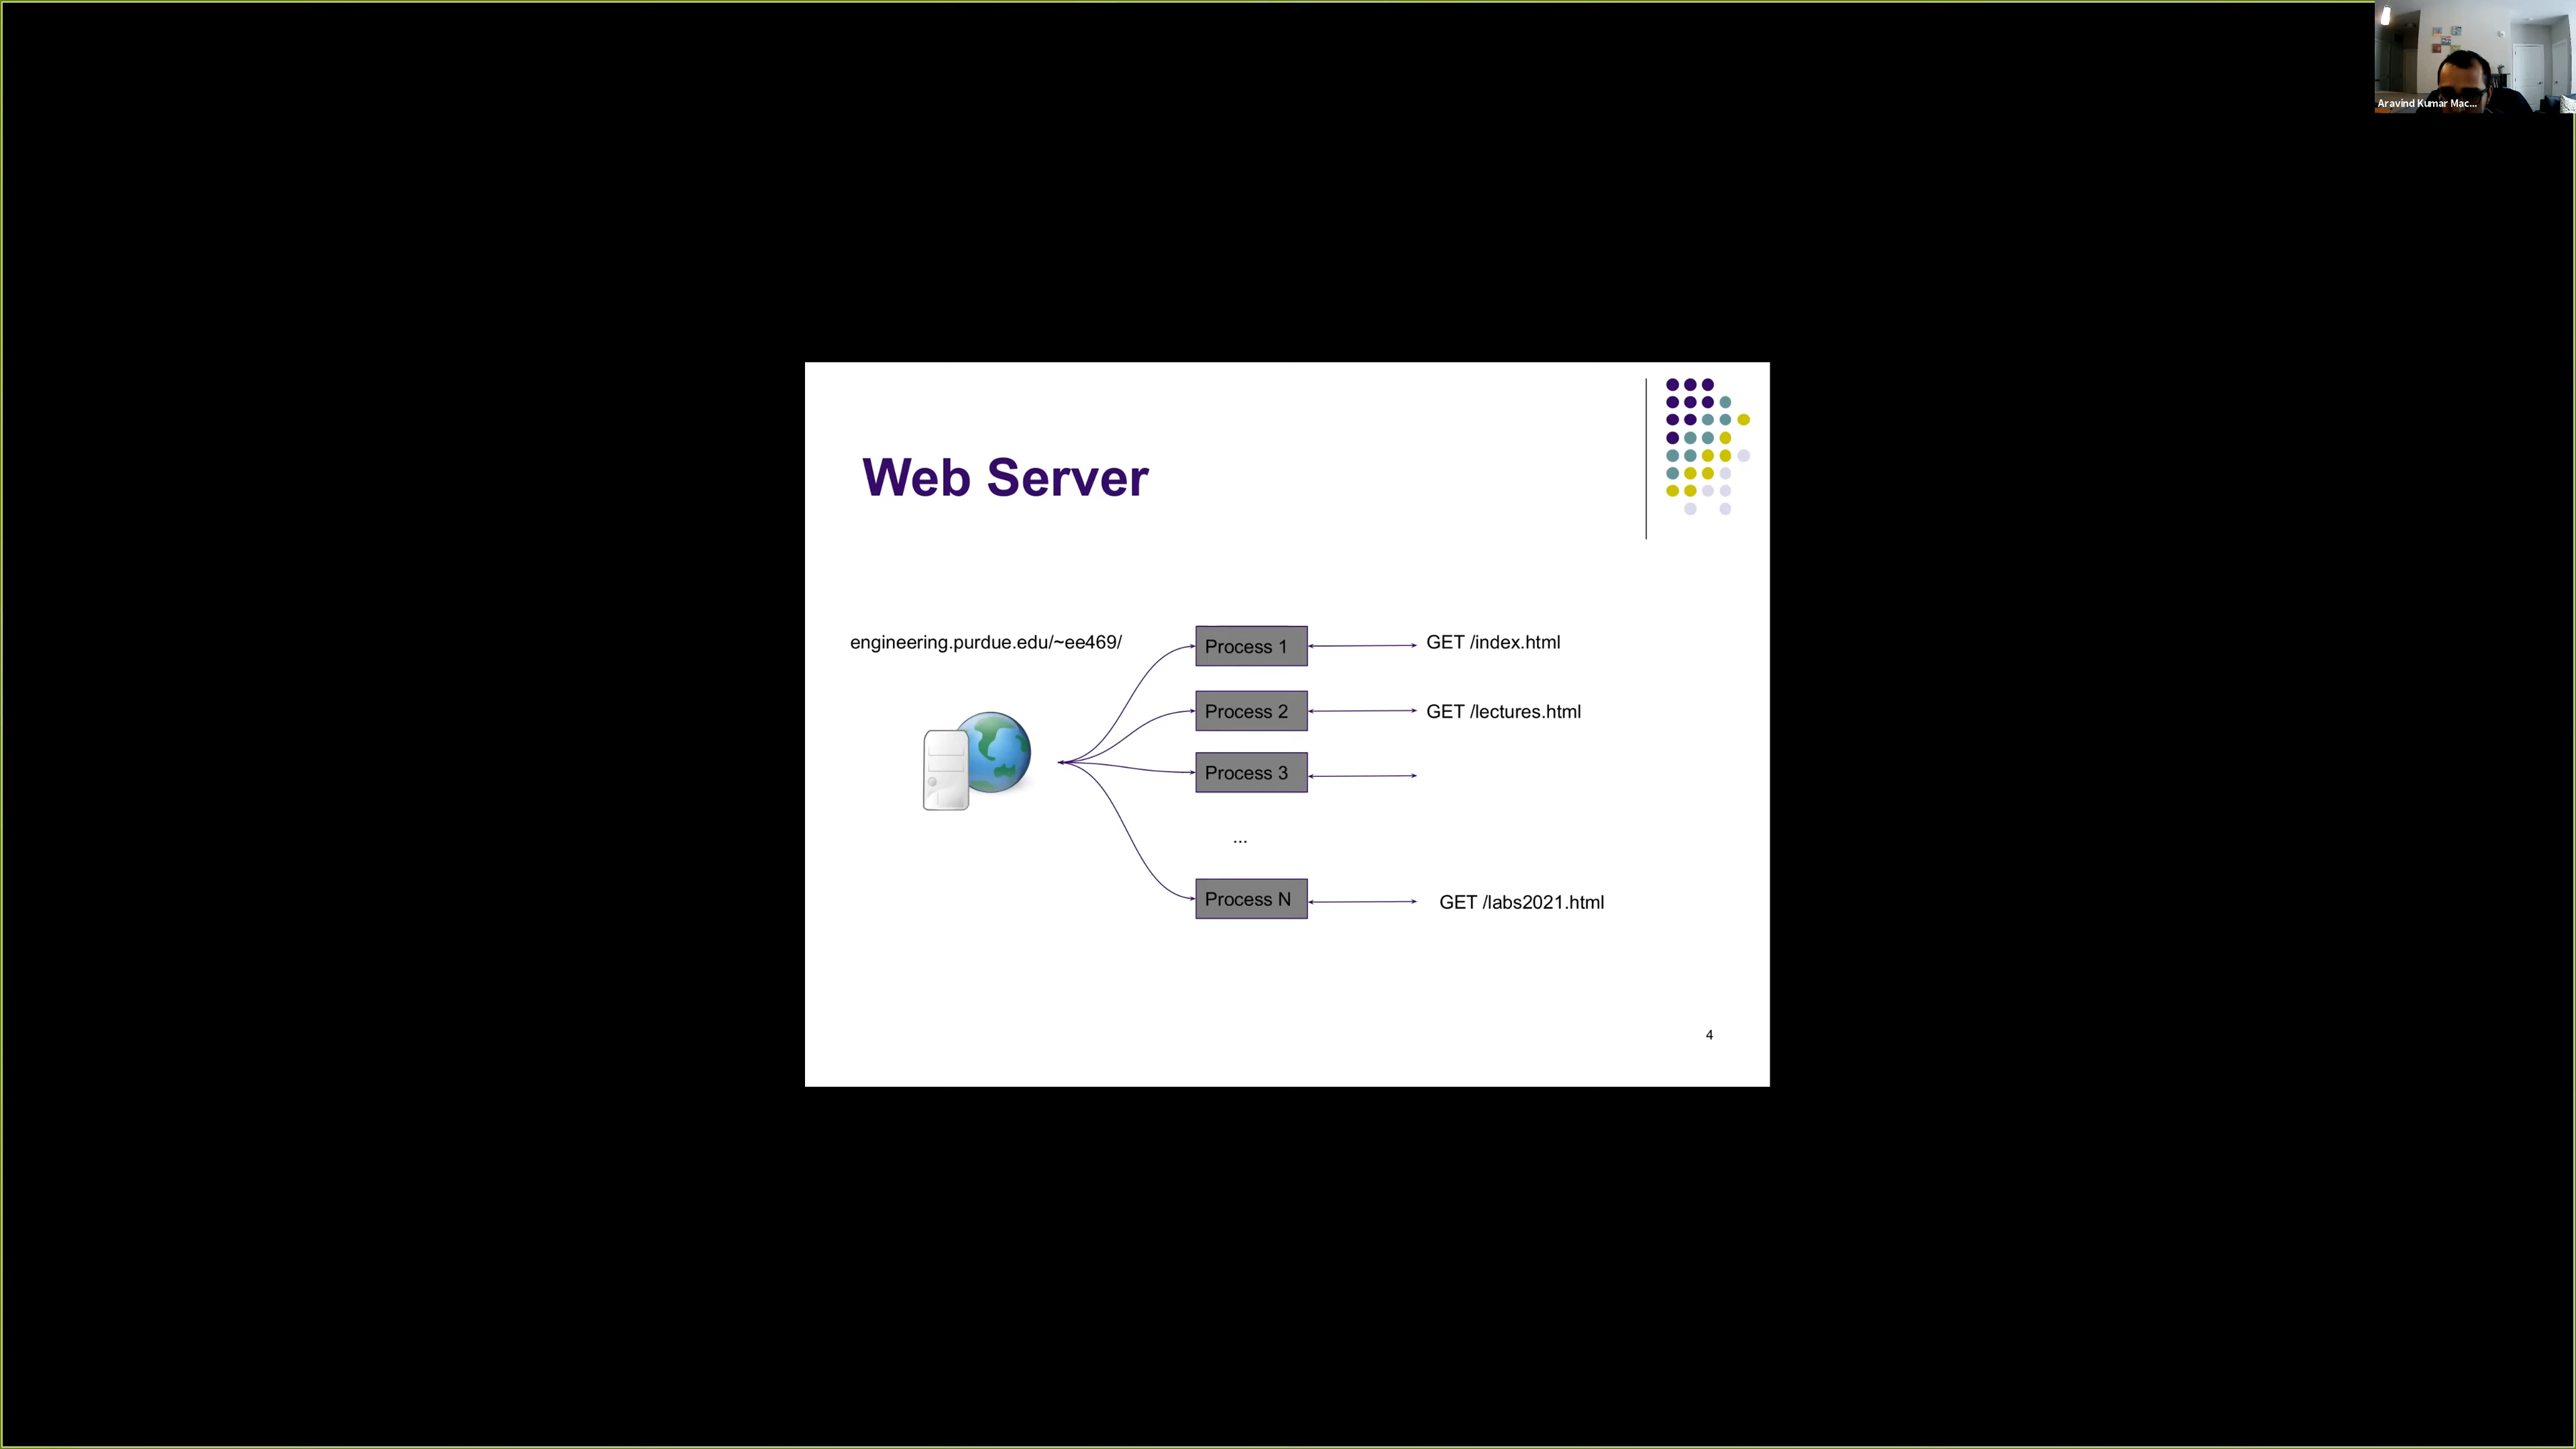 Aravind Kumar Mac...
Web Server
engineering.purdue.edu/~ee469/
Process 1
GET /index.html
Process 2
GET /lectures.html
Process 3
...
Process N
GET /labs2021.html
4